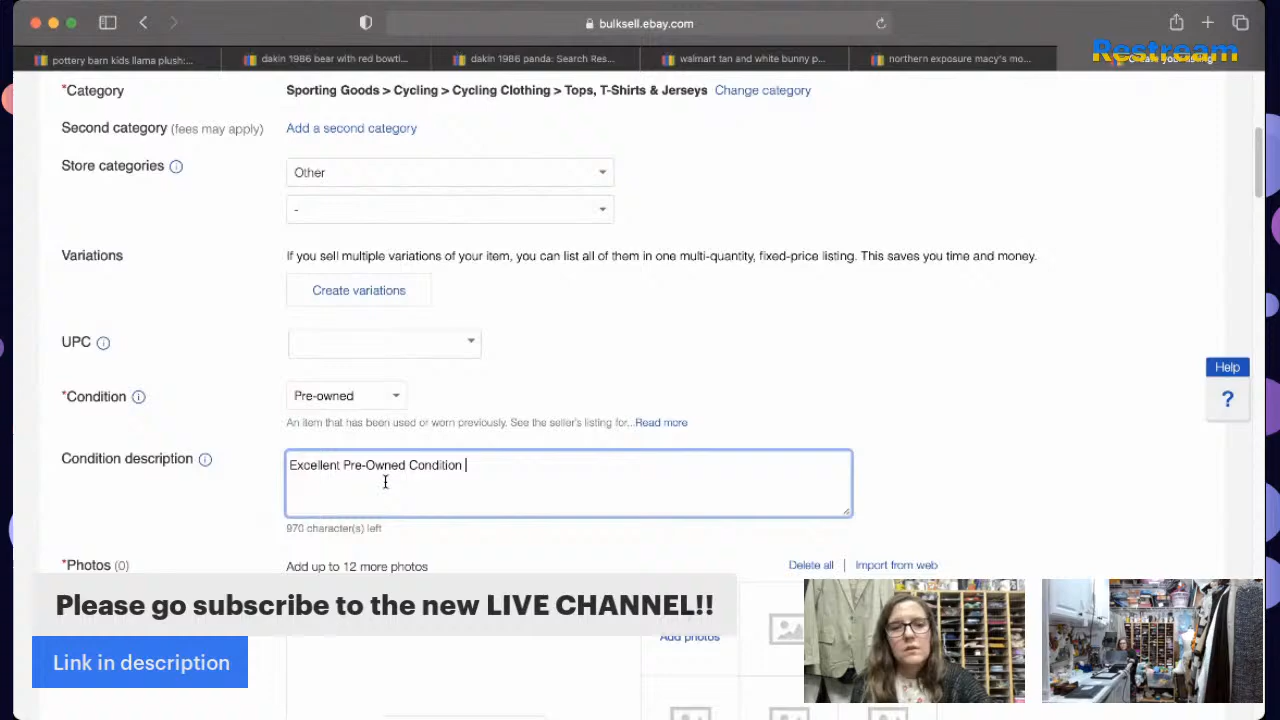 bulksell.ebay.com
pottery barn kids llama plush:...
dakin 1986 bear with red bowti...
dakin 1986 panda: Search Res...
walmart tan and white bunny p...
northern exposure macy's mo...
Restream
*Category
Sporting Goods > Cycling > Cycling Clothing > Tops, T-Shirts & Jerseys Change category
Second category (fees may apply)
Add a second category
Store categories
Other
-
Variations
If you sell multiple variations of your item, you can list all of them in one multi-quantity, fixed-price listing. This saves you time and money.
Create variations
UPC
Help
?
*Condition
Pre-owned
An item that has been used or worn previously. See the seller's listing for...Read more
Condition description
Excellent Pre-Owned Condition
970 character(s) left
*Photos (0)
Add up to 12 more photos
Delete all | Import from web
Add photos
Please go subscribe to the new LIVE CHANNEL!!
Link in description